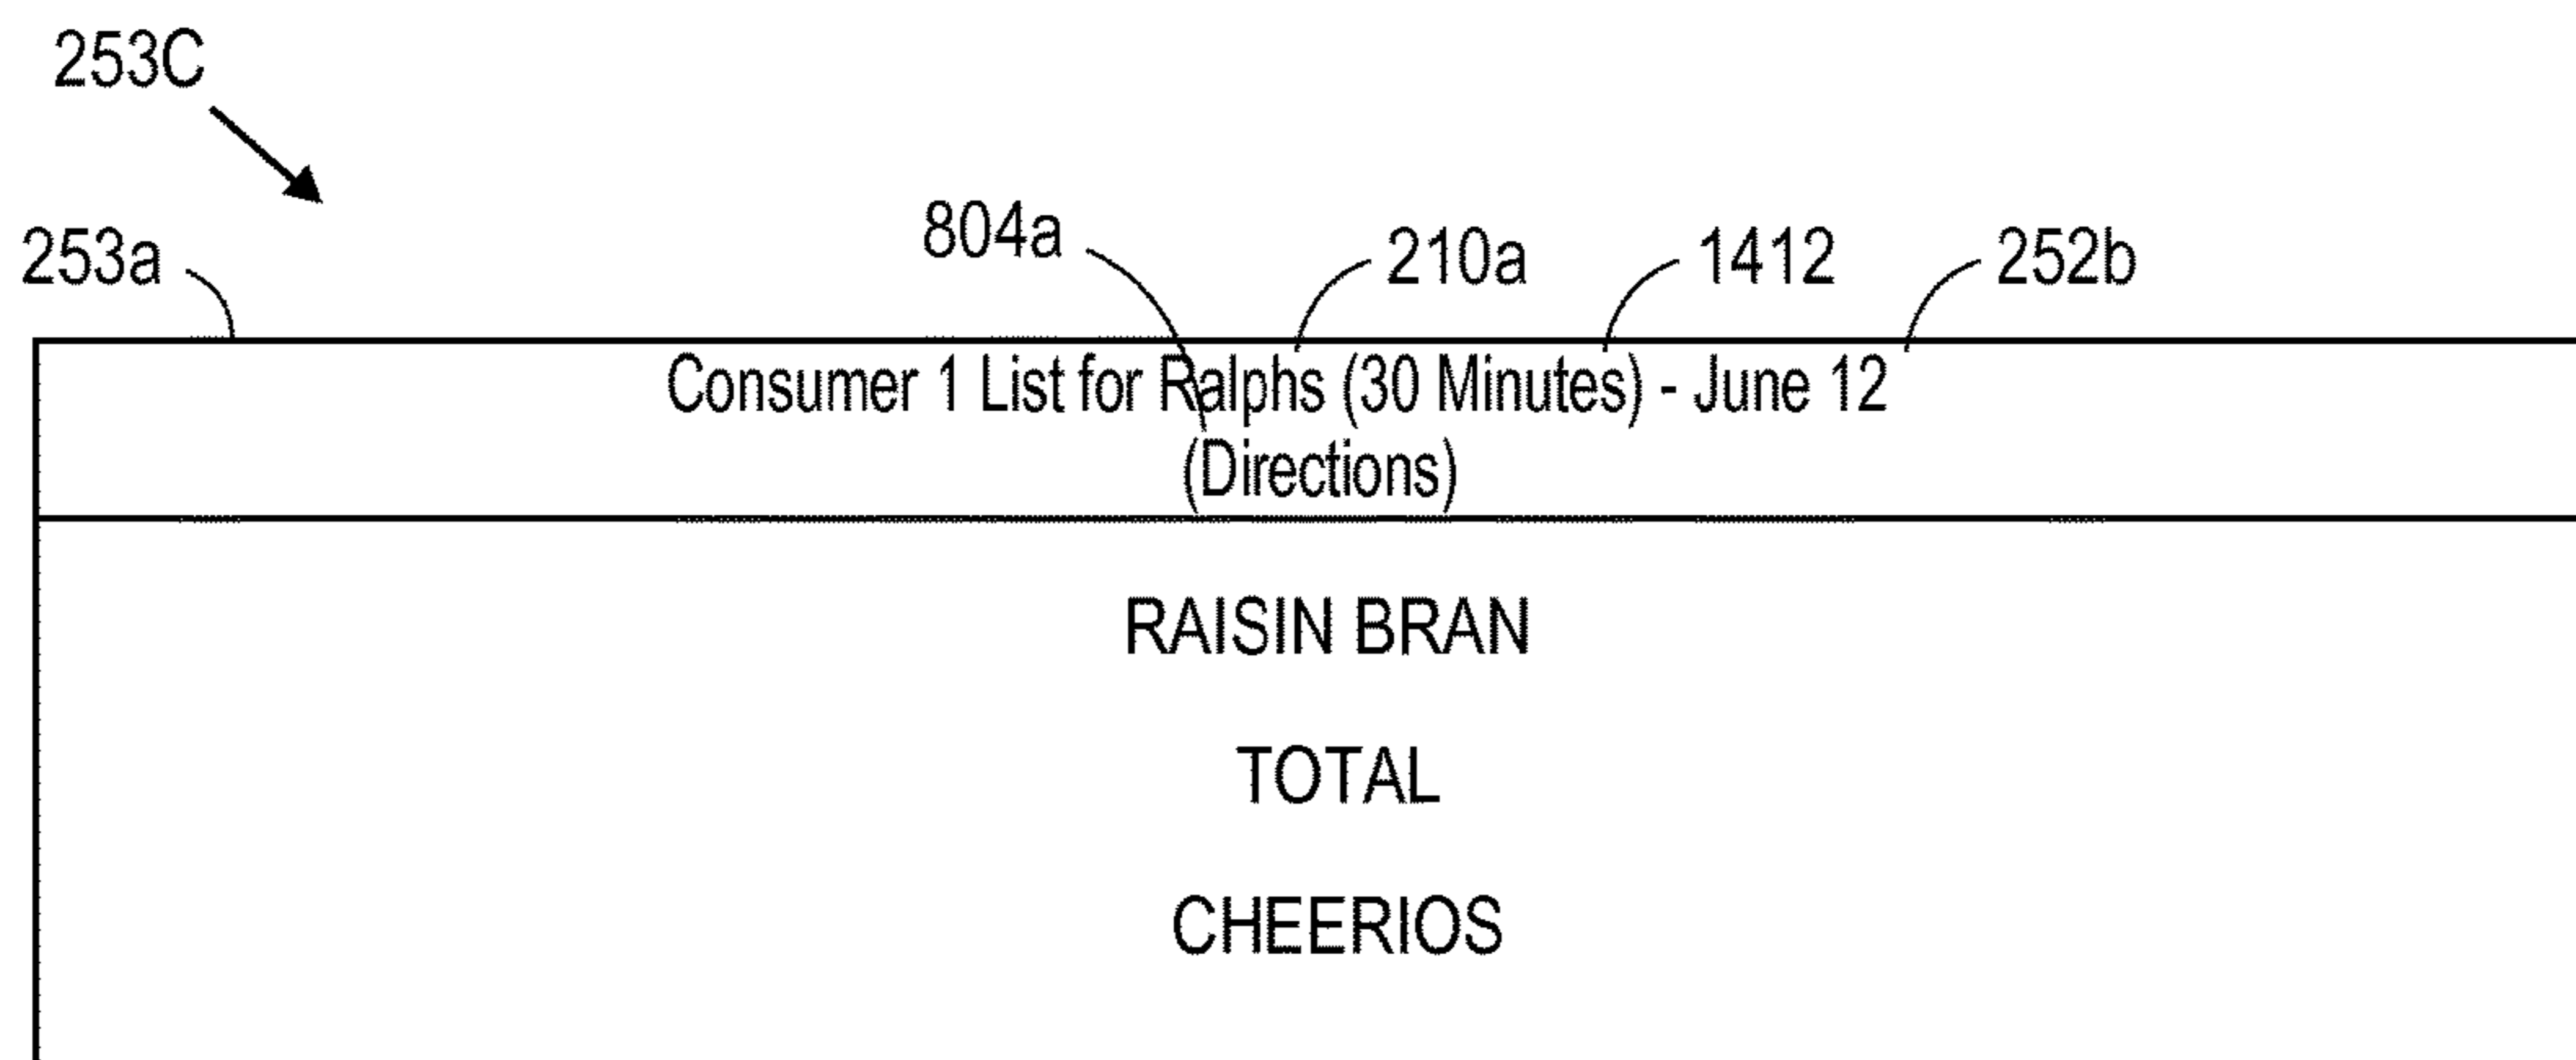 253C
804a
253a 210a 1412 252b
Consumer 1 List for Ralphs (30 Minutes) - June 12
(Directions)
RAISIN BRAN
TOTAL
CHEERIOS